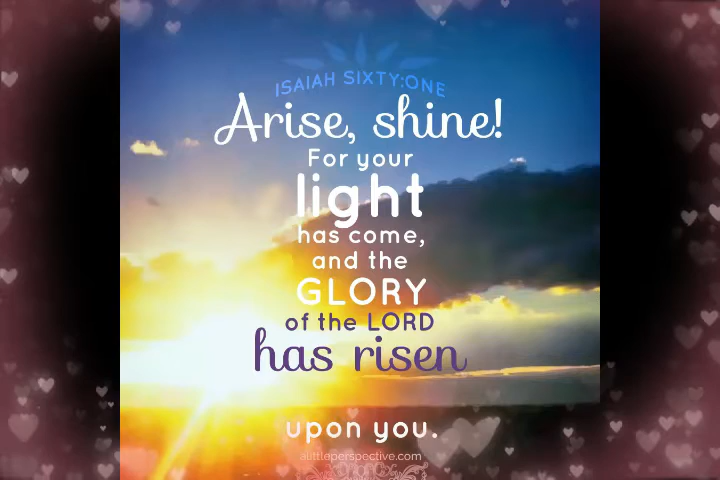 ISAIAH SIXTY:ONE
Arise, shine!
For your
light
has come,
and the
GLORY
of the LORD
has risen
upon you.
alittleperspective.com